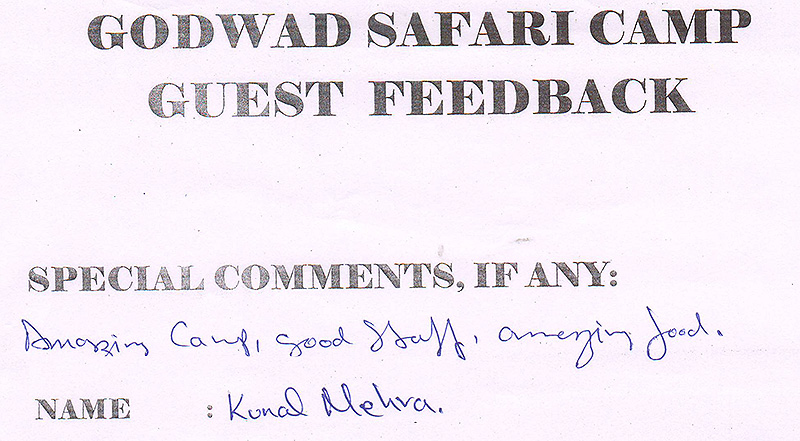 GODWAD SAFARI CAMP
GUEST FEEDBACK
SPECIAL COMMENTS, IF ANY:
Amazing Camp, Good Staff, amazing food.
NAME : Kunal Mehra.